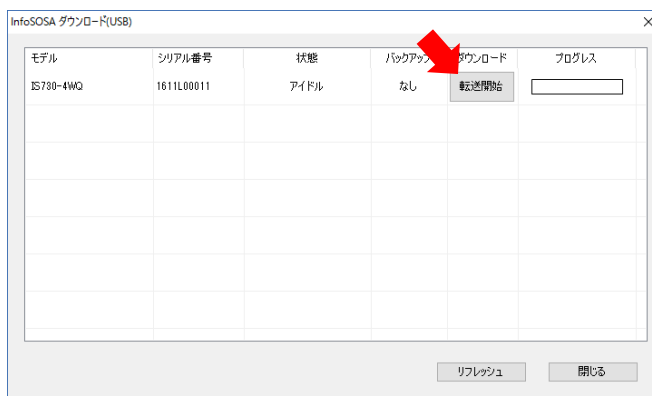 InfoSOSA ダウンロード(USB)
モデル シリアル番号 状態 バックアップ ダウンロード プログレス
IS730-4WQ 1611L00011 アイドル なし 転送開始
リフレッシュ 閉じる